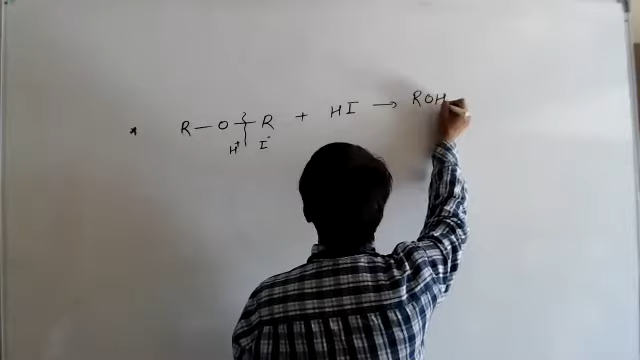 * R — O — R + HI → ROH
H⁺ I⁻